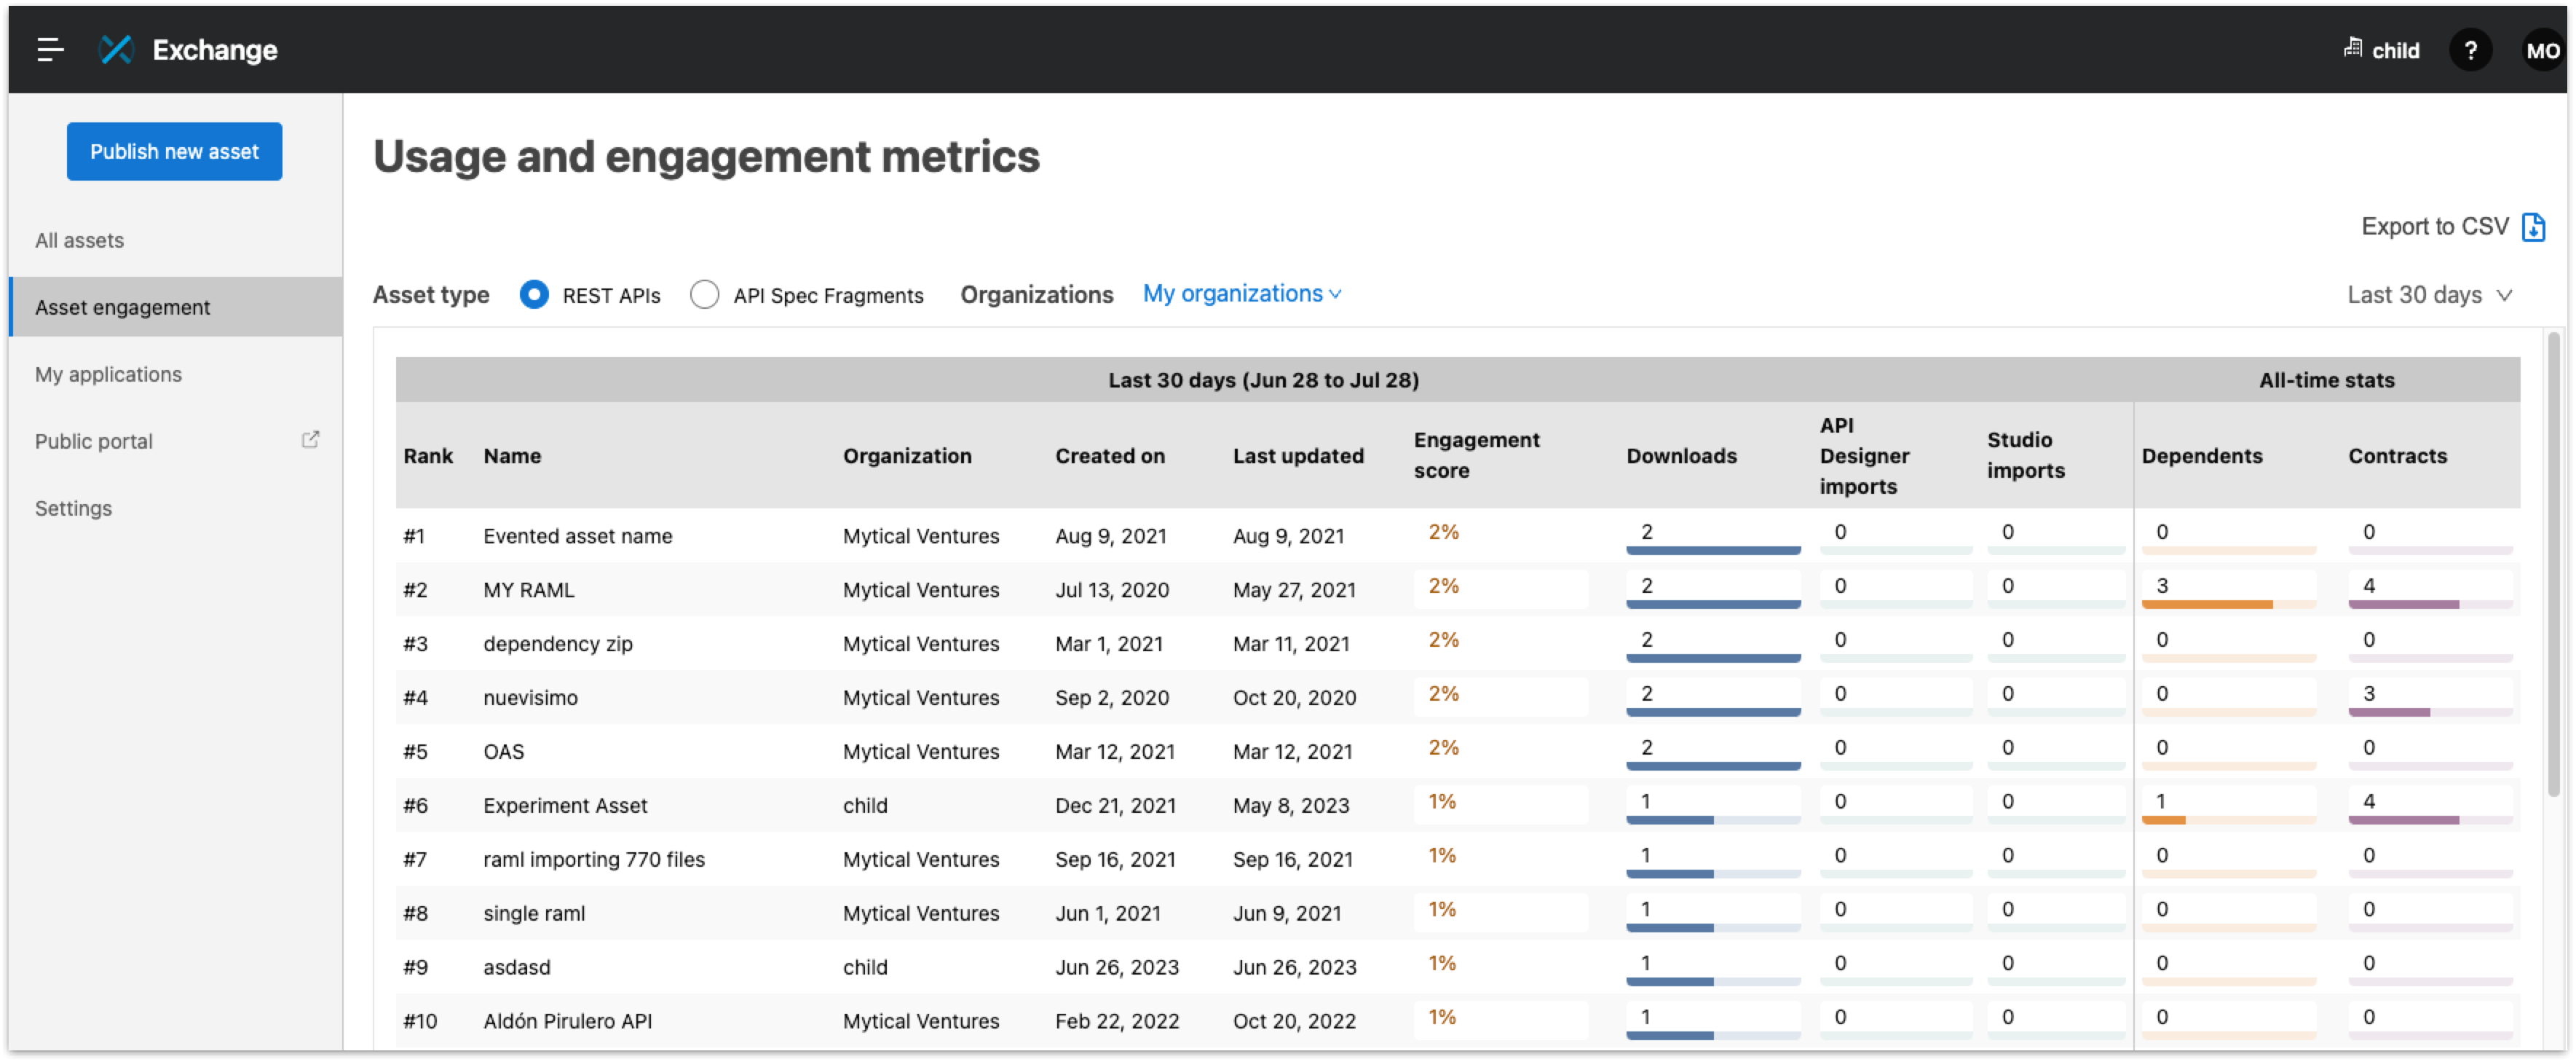 Exchange
child
?
MO
Publish new asset
All assets
Asset engagement
My applications
Public portal
Settings
Usage and engagement metrics
Export to CSV
Asset type REST APIs API Spec Fragments Organizations My organizations Last 30 days
Last 30 days (Jun 28 to Jul 28) All-time stats
Rank Name Organization Created on Last updated Engagement score Downloads API Designer imports Studio imports Dependents Contracts
#1 Evented asset name Mytical Ventures Aug 9, 2021 Aug 9, 2021 2% 2 0 0 0 0
#2 MY RAML Mytical Ventures Jul 13, 2020 May 27, 2021 2% 2 0 0 3 4
#3 dependency zip Mytical Ventures Mar 1, 2021 Mar 11, 2021 2% 2 0 0 0 0
#4 nuevisimo Mytical Ventures Sep 2, 2020 Oct 20, 2020 2% 2 0 0 0 3
#5 OAS Mytical Ventures Mar 12, 2021 Mar 12, 2021 2% 2 0 0 0 0
#6 Experiment Asset child Dec 21, 2021 May 8, 2023 1% 1 0 0 1 4
#7 raml importing 770 files Mytical Ventures Sep 16, 2021 Sep 16, 2021 1% 1 0 0 0 0
#8 single raml Mytical Ventures Jun 1, 2021 Jun 9, 2021 1% 1 0 0 0 0
#9 asdasd child Jun 26, 2023 Jun 26, 2023 1% 1 0 0 0 0
#10 Aldón Pirulero API Mytical Ventures Feb 22, 2022 Oct 20, 2022 1% 1 0 0 0 0